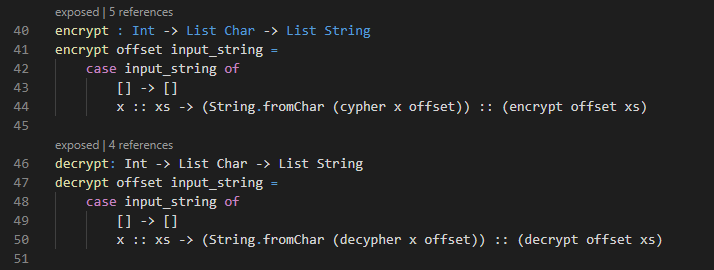 exposed | 5 references
40 encrypt : Int -> List Char -> List String
41 encrypt offset input_string =
42     case input_string of
43         [] -> []
44         x :: xs -> (String.fromChar (cypher x offset)) :: (encrypt offset xs)
45
exposed | 4 references
46 decrypt: Int -> List Char -> List String
47 decrypt offset input_string =
48     case input_string of
49         [] -> []
50         x :: xs -> (String.fromChar (decypher x offset)) :: (decrypt offset xs)
51